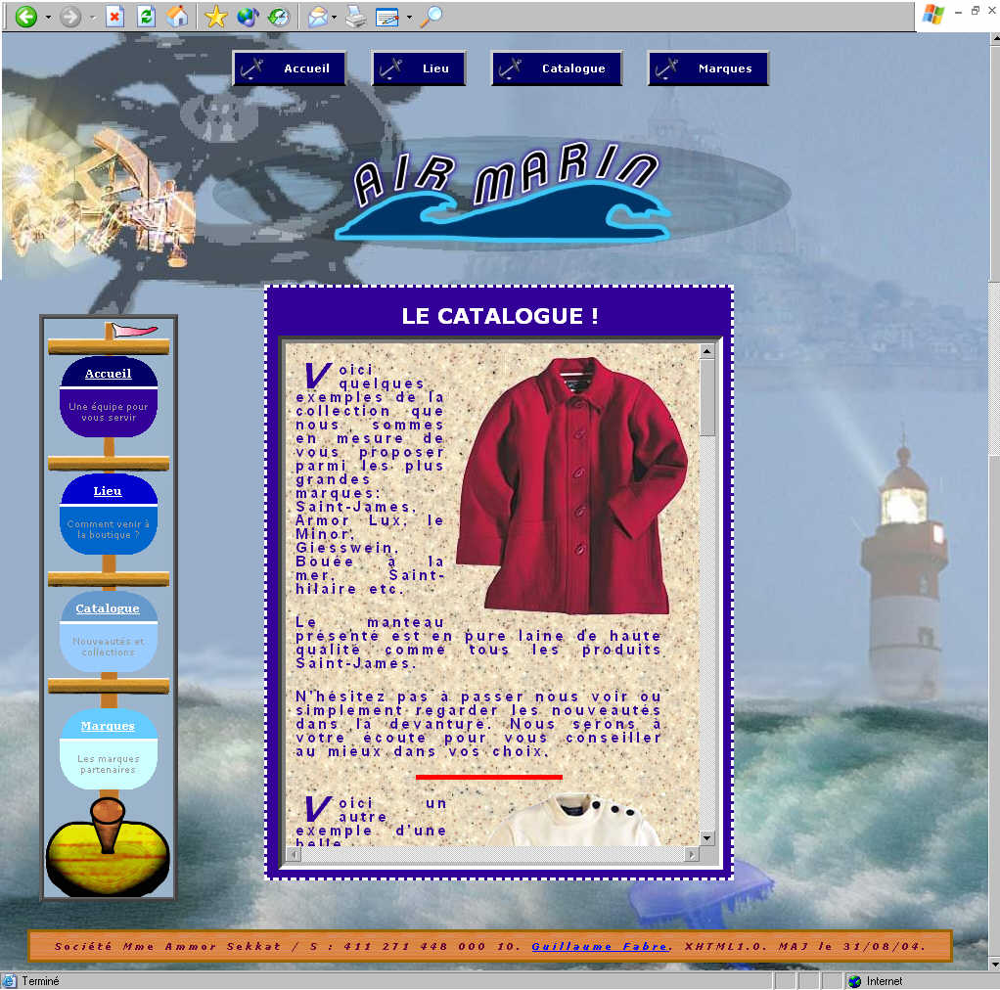 Accueil
Lieu
Catalogue
Marques
AIR MARIN
Accueil
Une équipe pour
vous servir
Lieu
Comment venir à
la boutique ?
Catalogue
Nouveautés et
collections
Marques
Les marques
partenaires
LE CATALOGUE !
Voici
quelques
exemples de la
collection que
nous sommes
en mesure de
vous proposer
parmi les plus
grandes
marques:
Saint-James,
Armor Lux, le
Minor,
Giesswein,
Bouée à la
mer, Saint-
hilaire etc.
Le manteau
présenté est en pure laine de haute
qualité comme tous les produits
Saint-James.
N'hésitez pas à passer nous voir ou
simplement regarder les nouveautés
dans la devanture. Nous serons à
votre écoute pour vous conseiller
au mieux dans vos choix.
Voici un
autre
exemple d'une
belle
Société Mme Ammor Sekkat / S : 411 271 448 000 10. Guillaume Fabre. XHTML1.0. MAJ le 31/08/04.
Terminé
Internet